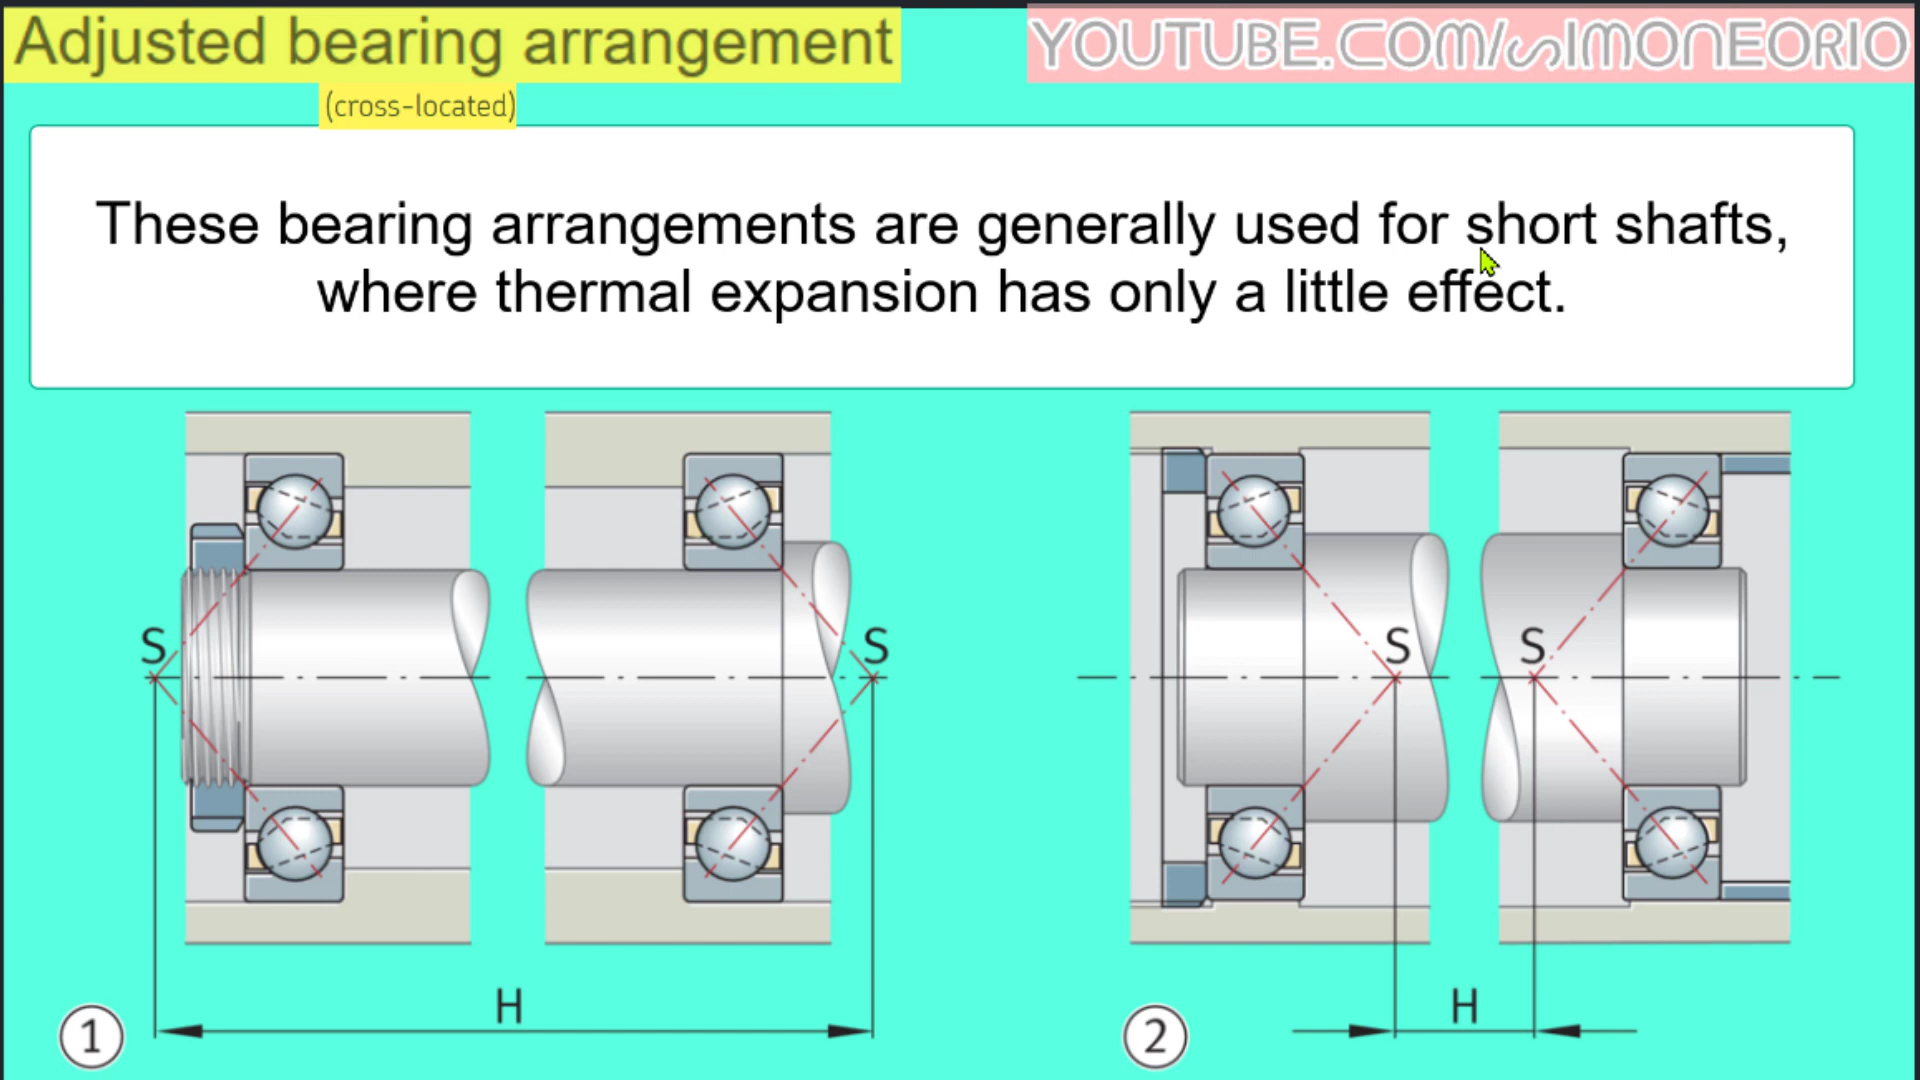 Adjusted bearing arrangement
YOUTUBE.COM/SIMONEORIO
(cross-located)
These bearing arrangements are generally used for short shafts,
where thermal expansion has only a little effect.
S S S S
H H
1 2